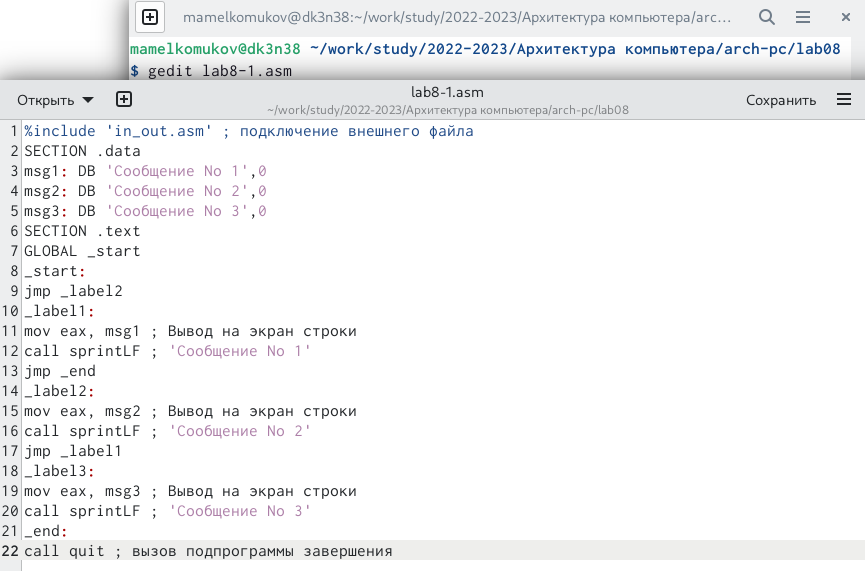 mamelkomukov@dk3n38:~/work/study/2022-2023/Архитектура компьютера/arc...
mamelkomukov@dk3n38 ~/work/study/2022-2023/Архитектура компьютера/arch-pc/lab08
$ gedit lab8-1.asm
Открыть
lab8-1.asm
~/work/study/2022-2023/Архитектура компьютера/arch-pc/lab08
Сохранить
1 %include 'in_out.asm' ; подключение внешнего файла
2 SECTION .data
3 msg1: DB 'Сообщение No 1',0
4 msg2: DB 'Сообщение No 2',0
5 msg3: DB 'Сообщение No 3',0
6 SECTION .text
7 GLOBAL _start
8 _start:
9 jmp _label2
10 _label1:
11 mov eax, msg1 ; Вывод на экран строки
12 call sprintLF ; 'Сообщение No 1'
13 jmp _end
14 _label2:
15 mov eax, msg2 ; Вывод на экран строки
16 call sprintLF ; 'Сообщение No 2'
17 jmp _label1
18 _label3:
19 mov eax, msg3 ; Вывод на экран строки
20 call sprintLF ; 'Сообщение No 3'
21 _end:
22 call quit ; вызов подпрограммы завершения